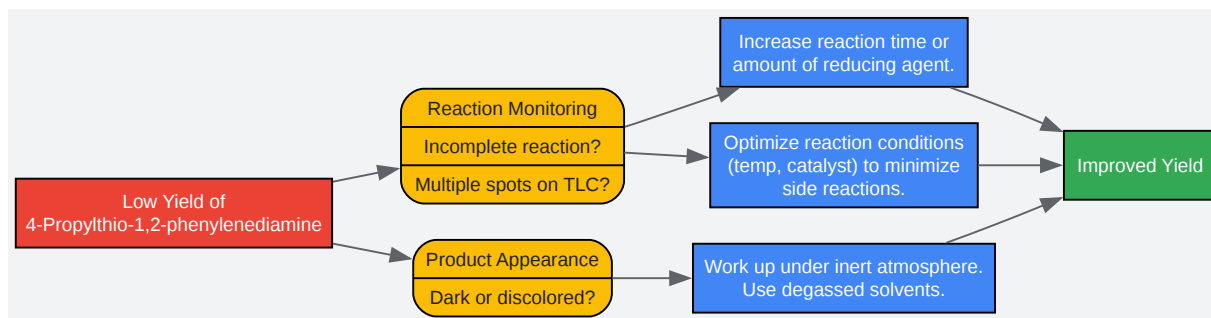 Low Yield of
4-Propylthio-1,2-phenylenediamine
Reaction Monitoring
Incomplete reaction?
Multiple spots on TLC?
Product Appearance
Dark or discolored?
Increase reaction time or
amount of reducing agent.
Optimize reaction conditions
(temp, catalyst) to minimize
side reactions.
Work up under inert atmosphere.
Use degassed solvents.
Improved Yield